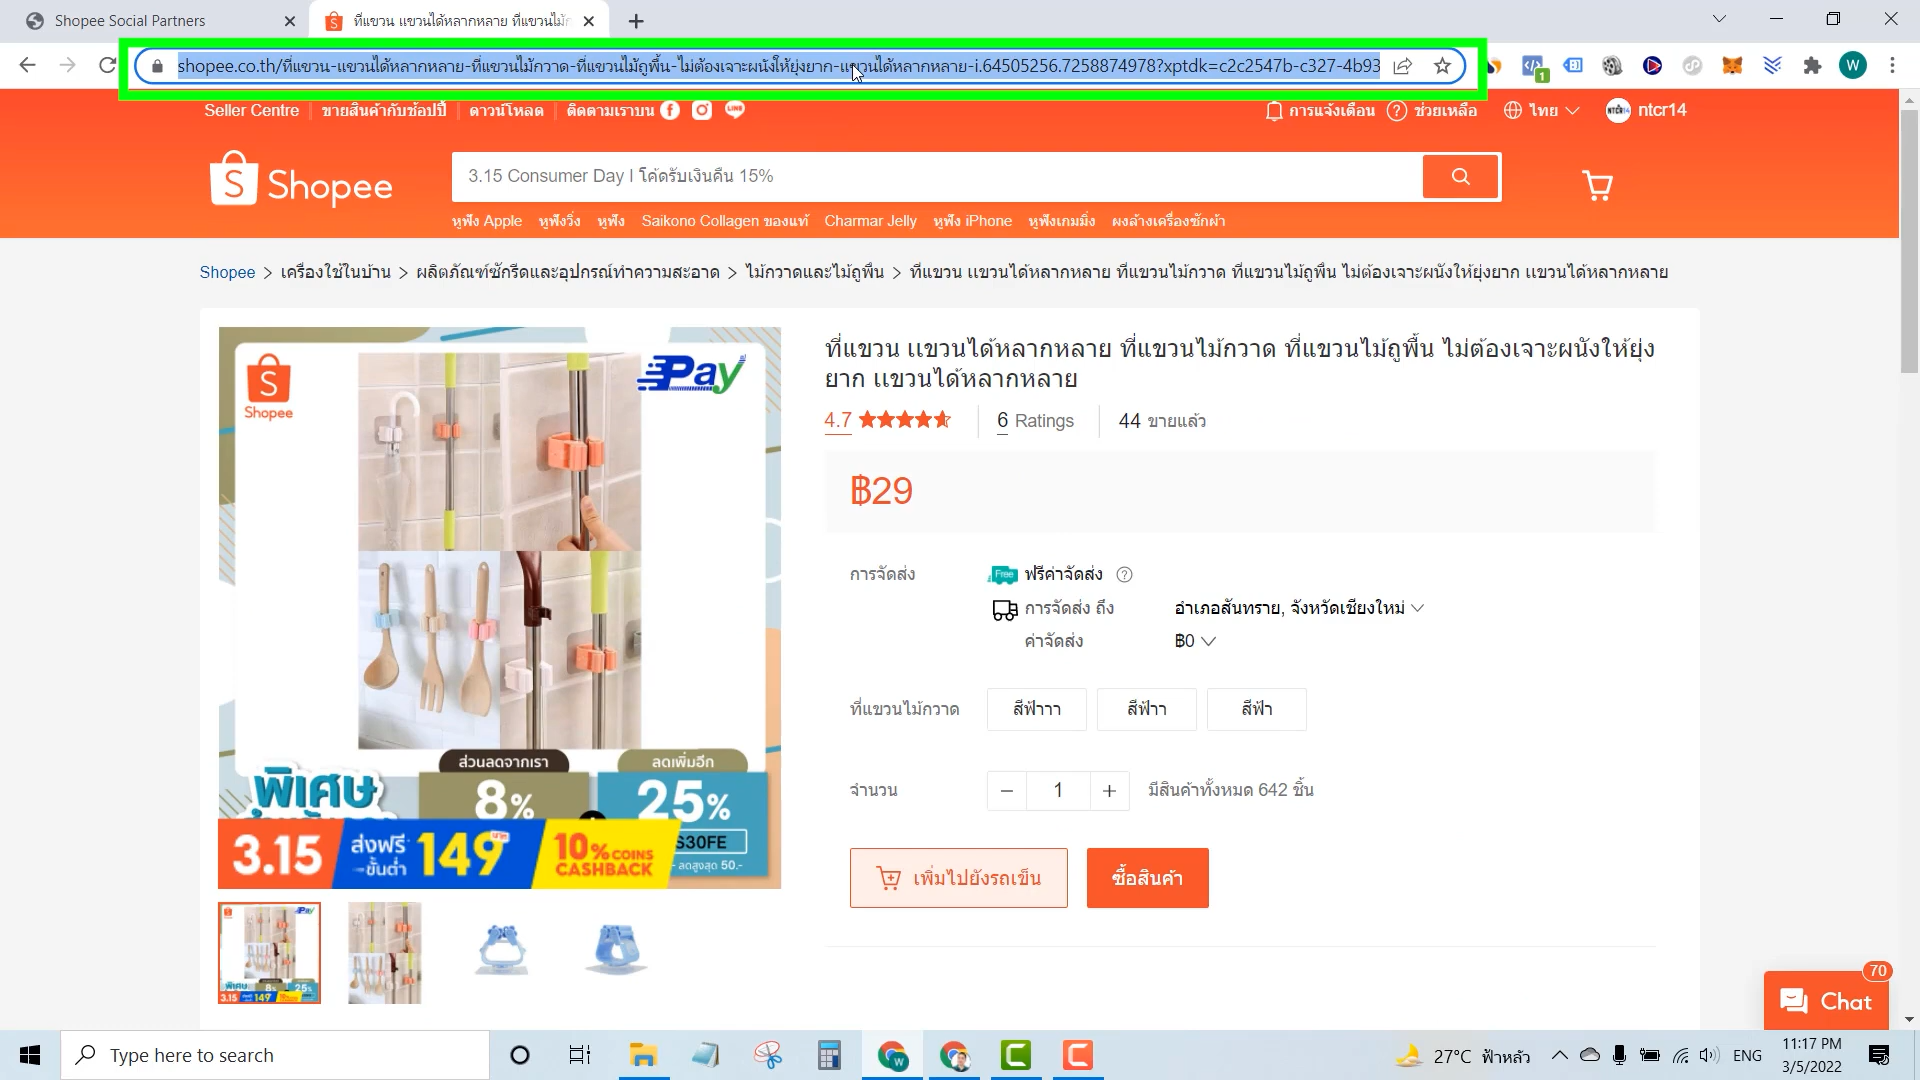 Shopee Social Partners
ที่แขวน แขวนได้หลากหลาย ที่แขวนไม้ก
shopee.co.th/ที่แขวน-แขวนได้หลากหลาย-ที่แขวนไม้กวาด-ที่แขวนไม้ถูพื้น-ไม่ต้องเจาะผนังให้ยุ่งยาก-แขวนได้หลากหลาย-i.64505256.7258874978?xptdk=c2c2547b-c327-4b93
1
W
Seller Centre
ขายสินค้ากับช้อปปี้
ดาวน์โหลด
ติดตามเราบน
LINE
การแจ้งเตือน
ช่วยเหลือ
ไทย
NTCR14
ntcr14
Shopee
3.15 Consumer Day l โค้ดรับเงินคืน 15%
หูฟัง Apple หูฟังวิ่ง หูฟัง Saikono Collagen ของแท้ Charmar Jelly หูฟัง iPhone หูฟังเกมมิ่ง ผงล้างเครื่องซักผ้า
Shopee > เครื่องใช้ในบ้าน > ผลิตภัณฑ์ซักรีดและอุปกรณ์ทำความสะอาด > ไม้กวาดและไม้ถูพื้น > ที่แขวน แขวนได้หลากหลาย ที่แขวนไม้กวาด ที่แขวนไม้ถูพื้น ไม่ต้องเจาะผนังให้ยุ่งยาก แขวนได้หลากหลาย
Shopee
Pay
ส่วนลดจากเรา
ลดเพิ่มอีก
พิเศษ
8%
25%
S30FE
ลดสูงสุด 50.-
3.15
ส่งฟรี
ขั้นต่ำ
149
บาท
10% COINS
CASHBACK
ที่แขวน แขวนได้หลากหลาย ที่แขวนไม้กวาด ที่แขวนไม้ถูพื้น ไม่ต้องเจาะผนังให้ยุ่ง
ยาก แขวนได้หลากหลาย
4.7
6 Ratings
44 ขายแล้ว
฿29
การจัดส่ง
Free
ฟรีค่าจัดส่ง
การจัดส่ง ถึง
อำเภอสันทราย, จังหวัดเชียงใหม่
ค่าจัดส่ง
฿0
ที่แขวนไม้กวาด
สีฟ้าาา
สีฟ้าา
สีฟ้า
จำนวน
1
มีสินค้าทั้งหมด 642 ชิ้น
เพิ่มไปยังรถเข็น
ซื้อสินค้า
Chat
70
Type here to search
27°C ฟ้าหลัว
ENG
11:17 PM
3/5/2022